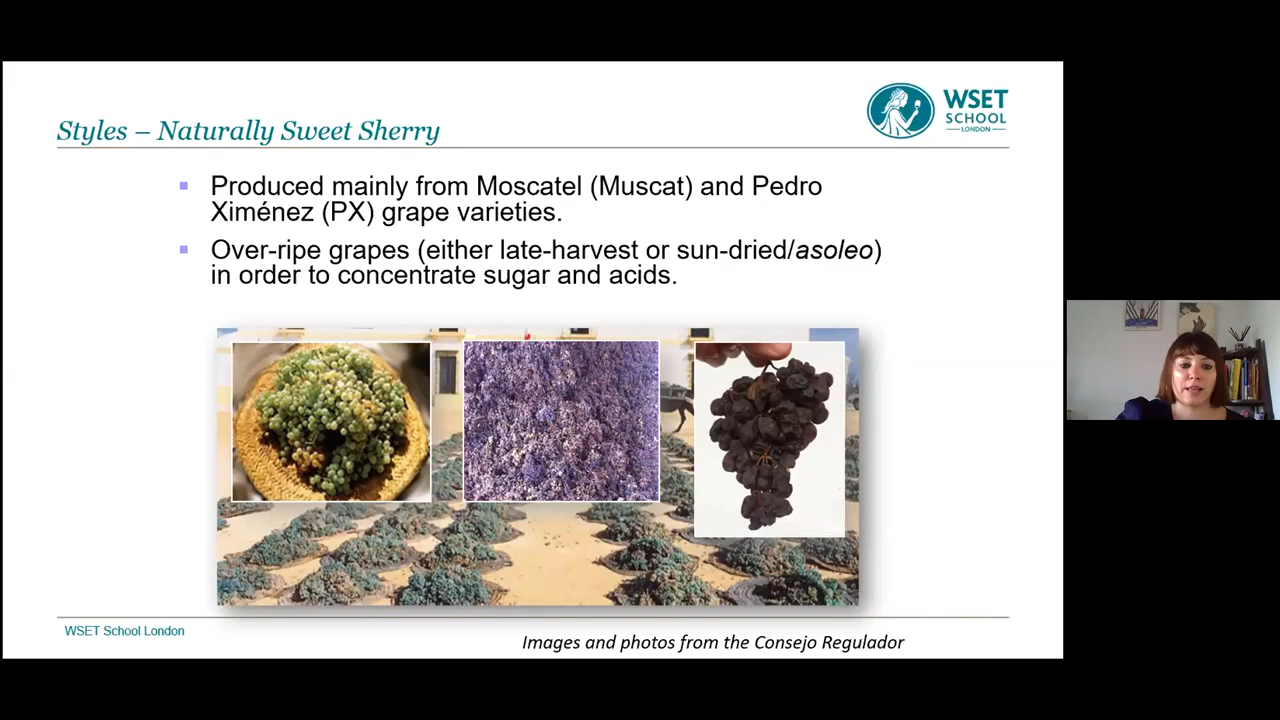 Styles – Naturally Sweet Sherry
WSET
SCHOOL
LONDON
Produced mainly from Moscatel (Muscat) and Pedro
Ximénez (PX) grape varieties.
Over-ripe grapes (either late-harvest or sun-dried/asoleo)
in order to concentrate sugar and acids.
WSET School London
Images and photos from the Consejo Regulador